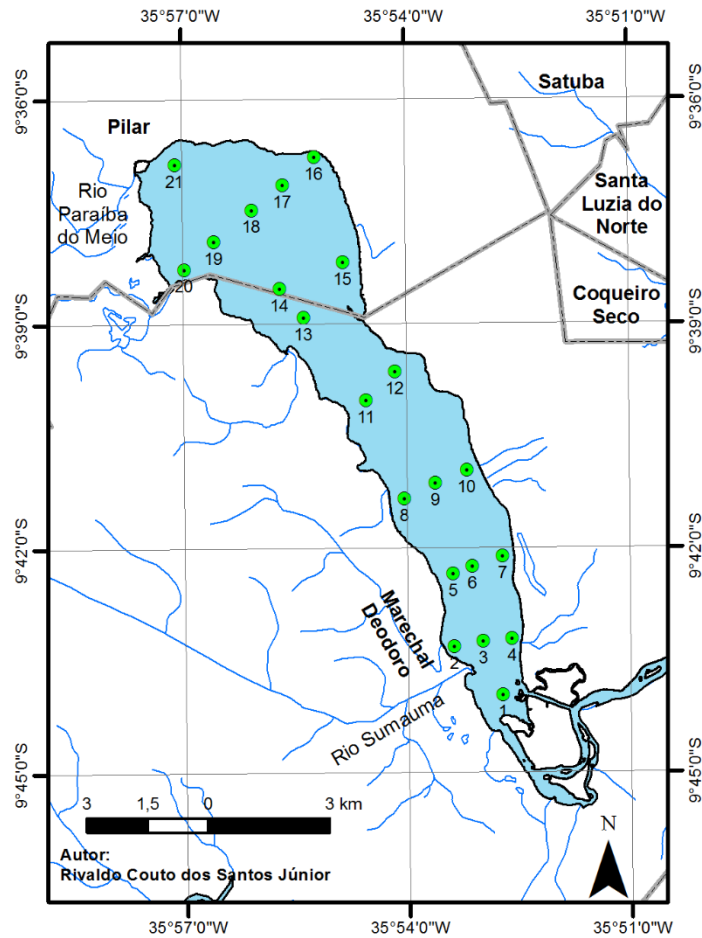 35°57'0"W
35°54'0"W
35°51'0"W
9°36'0"S
9°36'0"S
Satuba
Pilar
16
21
17
Rio
Paraíba
do Meio
Santa
Luzia do
Norte
18
19
15
20
14
Coqueiro
Seco
13
9°39'0"S
9°39'0"S
12
11
10
9
8
9°42'0"S
9°42'0"S
7
6
5
Marechal
Deodoro
4
3
2
1
Rio Sumauma
9°45'0"S
9°45'0"S
3
1,5
0
3 km
N
Autor:
Rivaldo Couto dos Santos Júnior
35°57'0"W
35°54'0"W
35°51'0"W